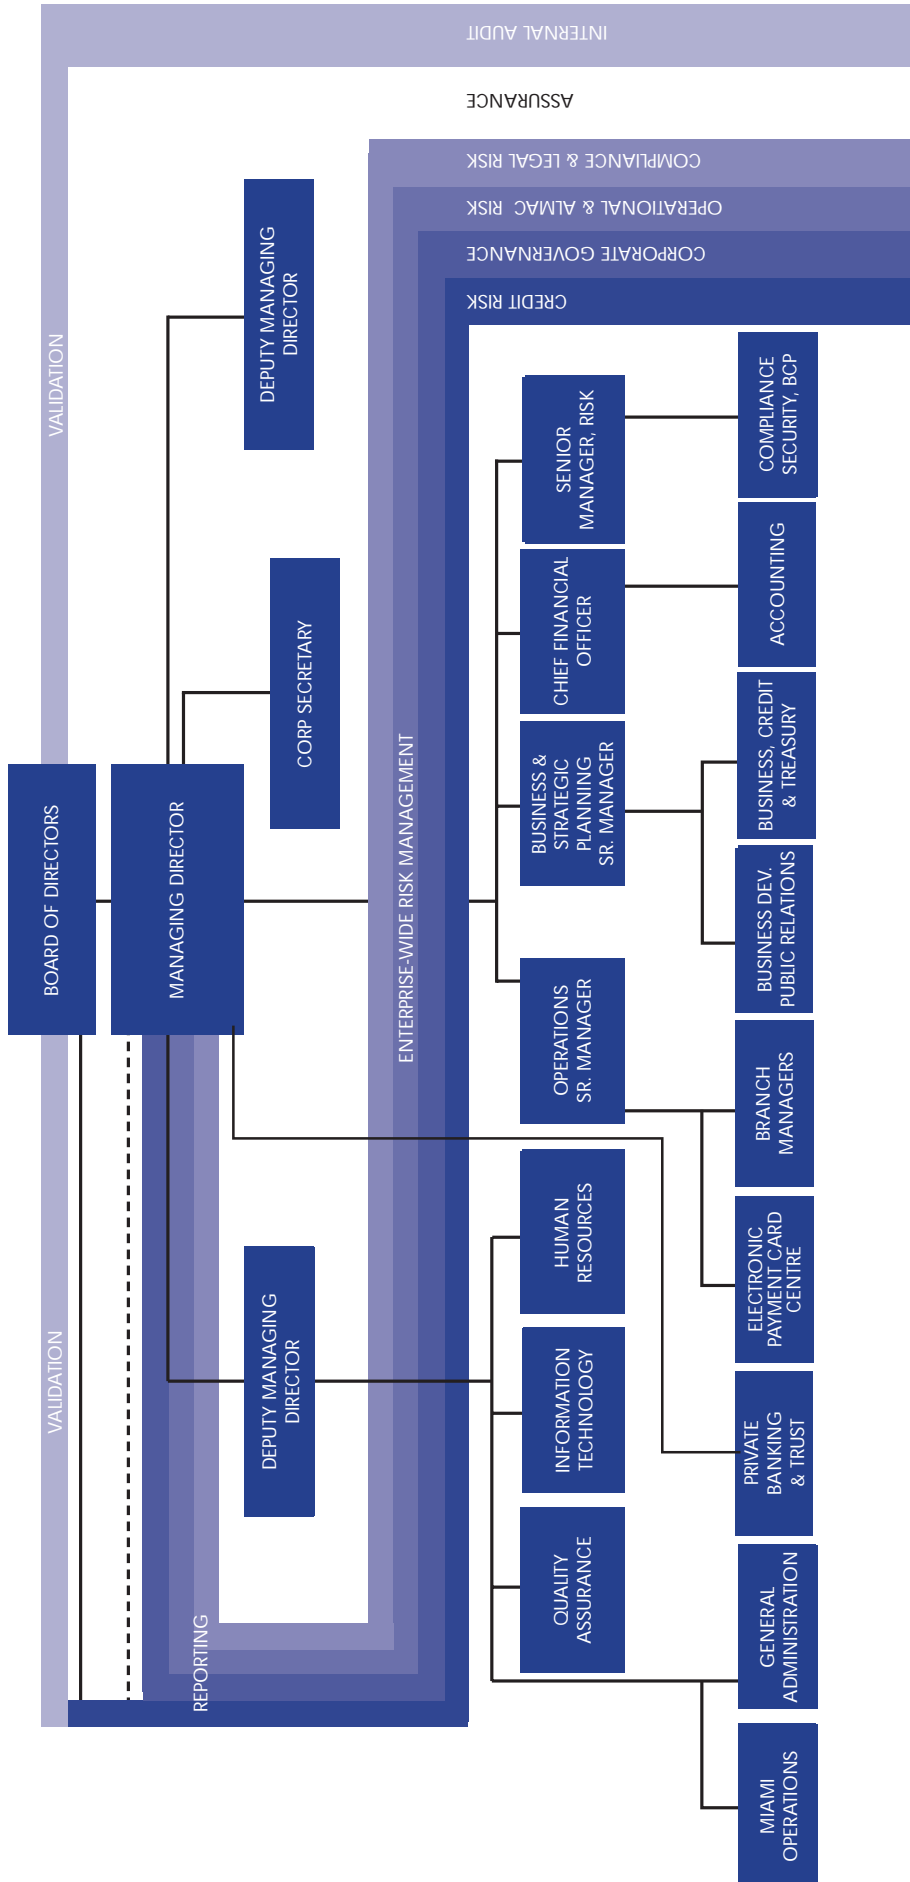 BOARD OF DIRECTORS
VALIDATION
VALIDATION
MANAGING DIRECTOR
REPORTING
DEPUTY MANAGING
DIRECTOR
CORP SECRETARY
DEPUTY MANAGING
DIRECTOR
ENTERPRISE-WIDE RISK MANAGEMENT
QUALITY
ASSURANCE
INFORMATION
TECHNOLOGY
HUMAN
RESOURCES
OPERATIONS
SR. MANAGER
BUSINESS &
STRATEGIC
PLANNING
SR. MANAGER
CHIEF FINANCIAL
OFFICER
SENIOR
MANAGER, RISK
MIAMI
OPERATIONS
GENERAL
ADMINISTRATION
PRIVATE
BANKING
& TRUST
ELECTRONIC
PAYMENT CARD
CENTRE
BRANCH
MANAGERS
BUSINESS DEV.
PUBLIC RELATIONS
BUSINESS, CREDIT
& TREASURY
ACCOUNTING
COMPLIANCE
SECURITY, BCP
CREDIT RISK
CORPORATE GOVERNANCE
OPERATIONAL & ALMAC RISK
COMPLIANCE & LEGAL RISK
ASSURANCE
INTERNAL AUDIT